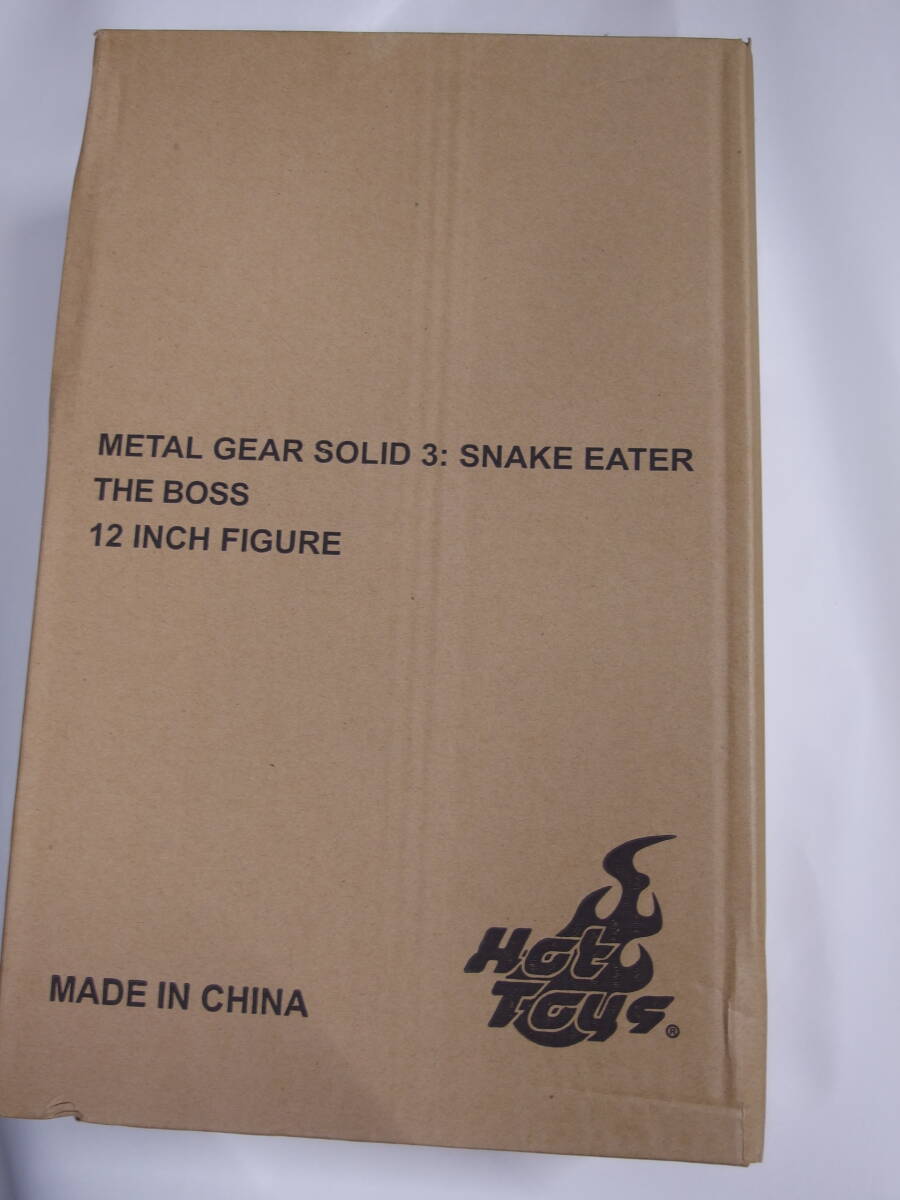 METAL GEAR SOLID 3: SNAKE EATER
THE BOSS
12 INCH FIGURE
MADE IN CHINA
Hot
Toys®